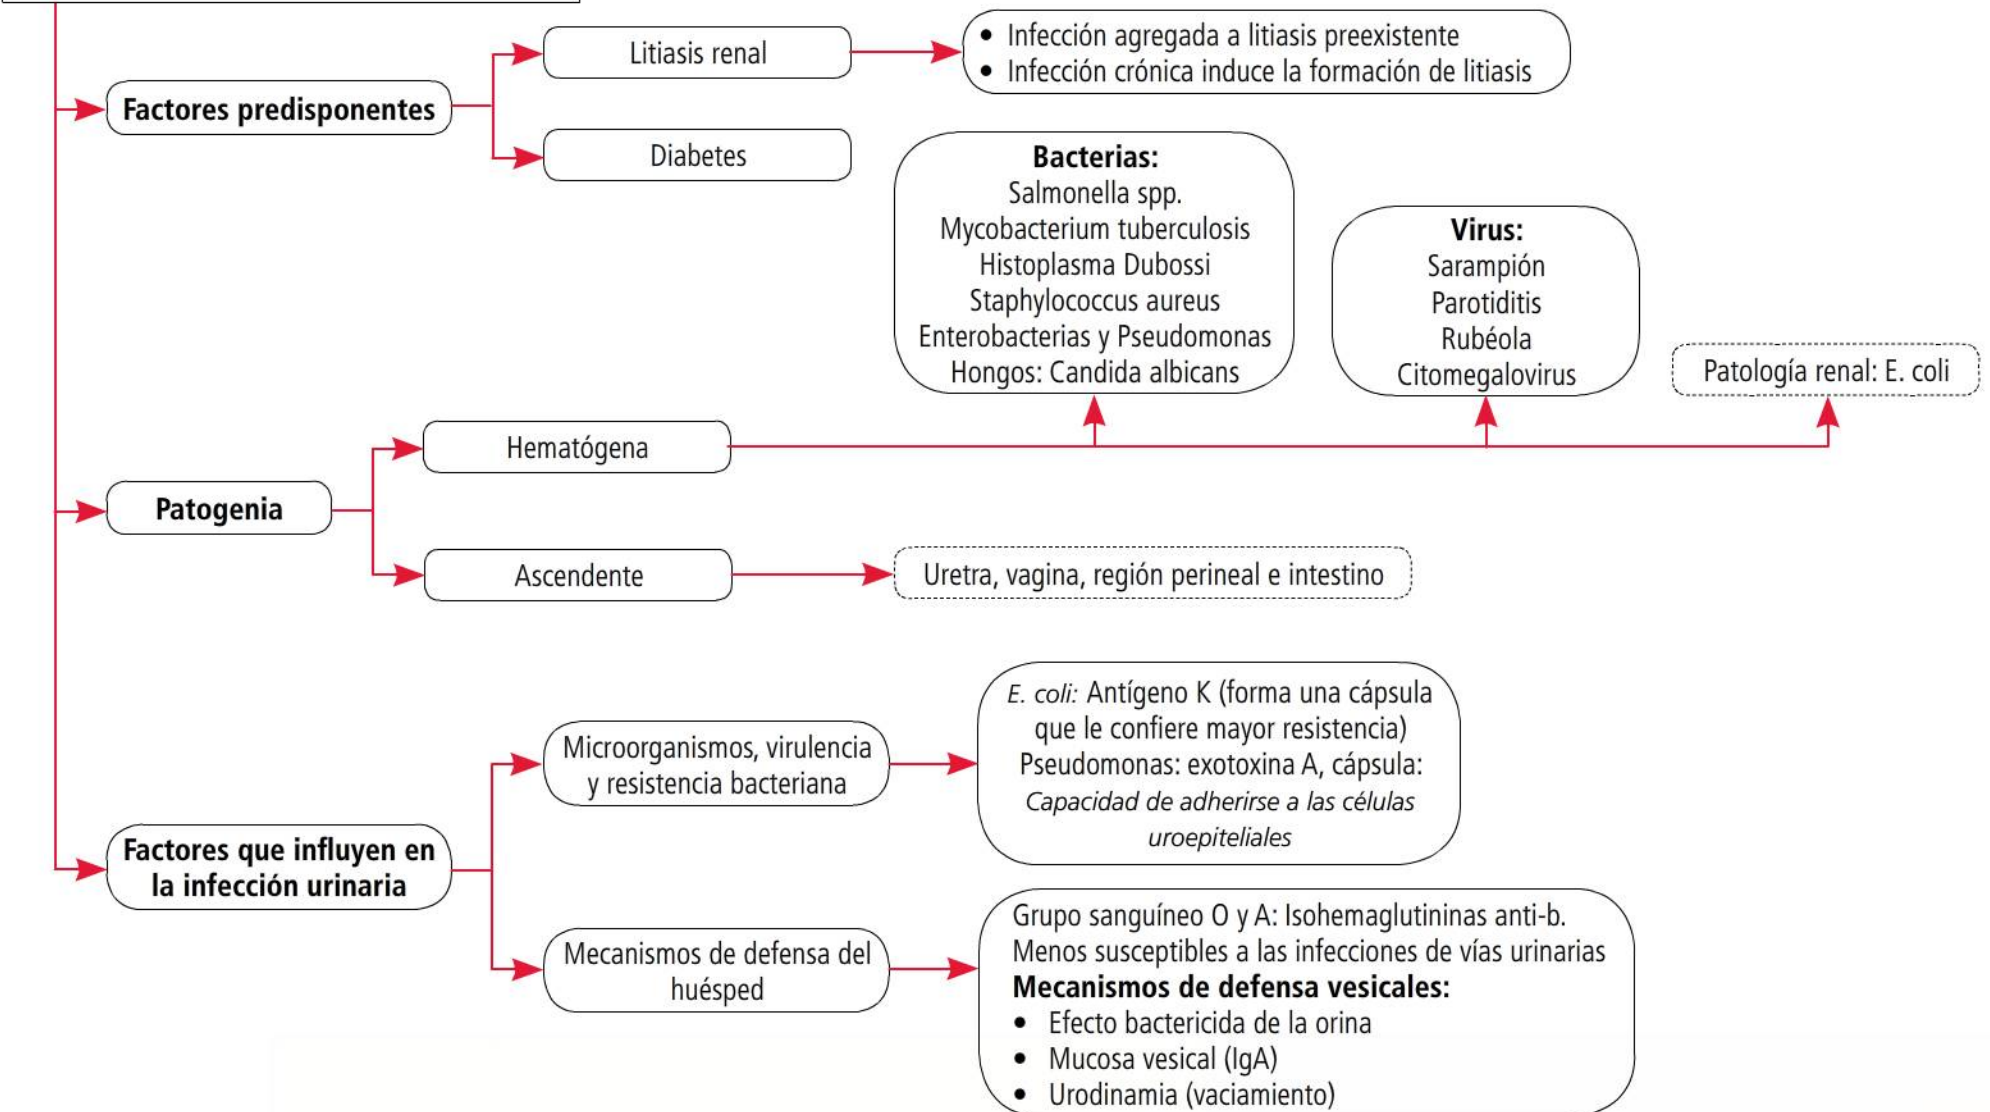 Litiasis renal
• Infección agregada a litiasis preexistente
• Infección crónica induce la formación de litiasis
Factores predisponentes
Diabetes
Bacterias:
Salmonella spp.
Mycobacterium tuberculosis
Histoplasma Dubossi
Staphylococcus aureus
Enterobacterias y Pseudomonas
Hongos: Candida albicans
Virus:
Sarampión
Parotiditis
Rubéola
Citomegalovirus
Patología renal: E. coli
Hematógena
Patogenia
Ascendente
Uretra, vagina, región perineal e intestino
E. coli: Antígeno K (forma una cápsula
que le confiere mayor resistencia)
Pseudomonas: exotoxina A, cápsula:
Capacidad de adherirse a las células
uroepiteliales
Microorganismos, virulencia
y resistencia bacteriana
Factores que influyen en
la infección urinaria
Mecanismos de defensa del
huésped
Grupo sanguíneo O y A: Isohemaglutininas anti-b.
Menos susceptibles a las infecciones de vías urinarias
Mecanismos de defensa vesicales:
• Efecto bactericida de la orina
• Mucosa vesical (IgA)
• Urodinamia (vaciamiento)